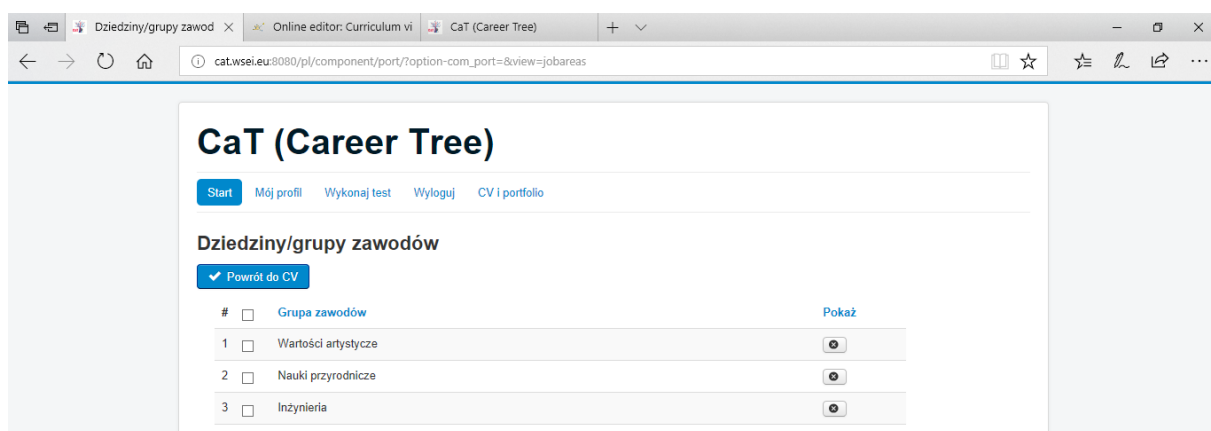 Dziedziny/grupy zawod Online editor: Curriculum vi CaT (Career Tree)
cat.wsei.eu:8080/pl/component/port/?option-com_port=&view=jobareas
CaT (Career Tree)
Start Mój profil Wykonaj test Wyloguj CV i portfolio
Dziedziny/grupy zawodów
Powrót do CV
# Grupa zawodów Pokaż
1 Wartości artystycze
2 Nauki przyrodnicze
3 Inżynieria